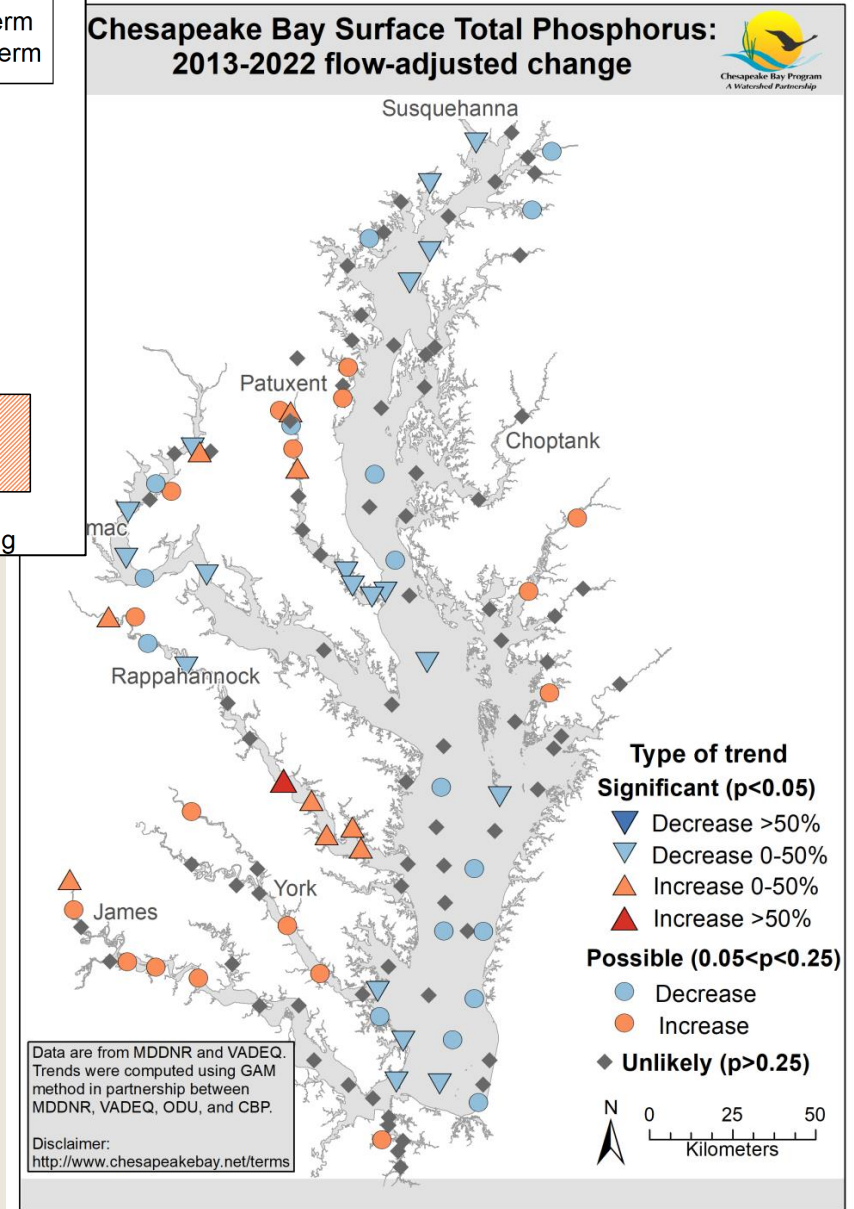 erm
erm
g
Chesapeake Bay Surface Total Phosphorus:
2013-2022 flow-adjusted change
Chesapeake Bay Program
A Watershed Partnership
Susquehanna
Patuxent
Choptank
mac
Rappahannock
York
James
Type of trend
Significant (p<0.05)
Decrease >50%
Decrease 0-50%
Increase 0-50%
Increase >50%
Possible (0.05<p<0.25)
Decrease
Increase
Unlikely (p>0.25)
N
0 25 50
Kilometers
Data are from MDDNR and VADEQ.
Trends were computed using GAM
method in partnership between
MDDNR, VADEQ, ODU, and CBP.
Disclaimer:
http://www.chesapeakebay.net/terms